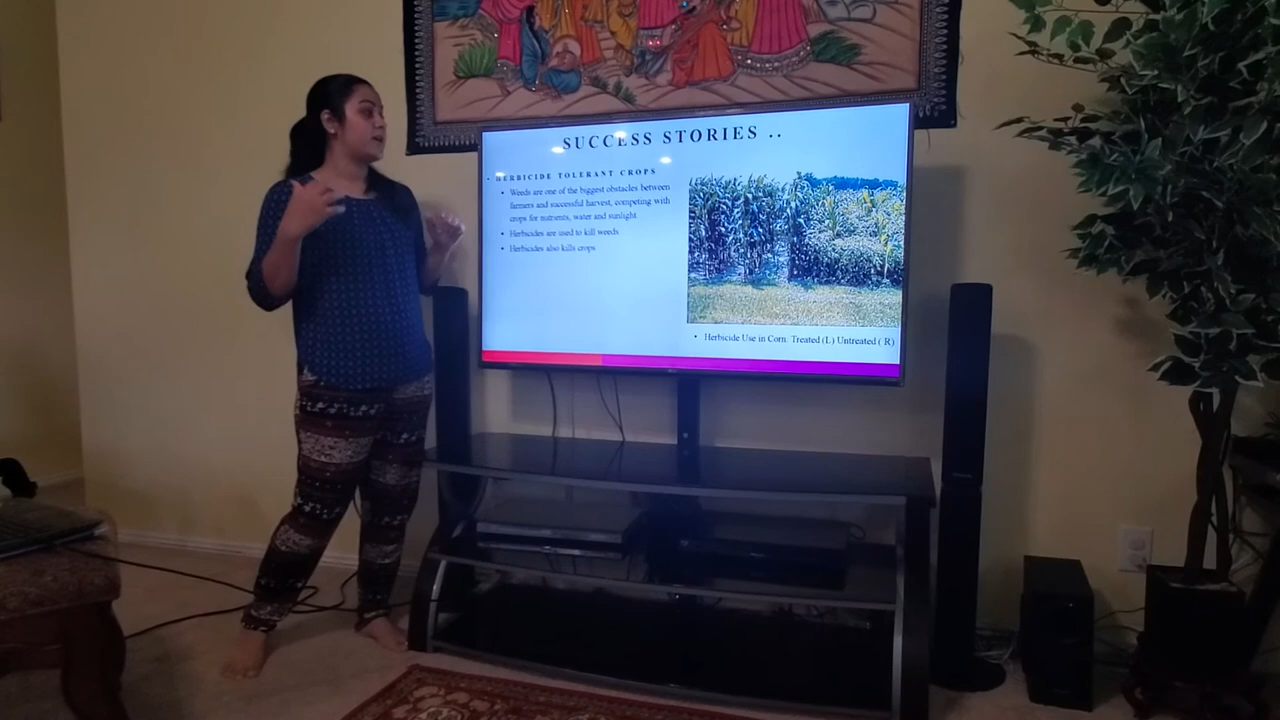 SUCCESS STORIES ..
• HERBICIDE TOLERANT CROPS
• Weeds are one of the biggest obstacles between
farmers and successful harvest, competing with
crops for nutrients, water and sunlight
• Herbicides are used to kill weeds
• Herbicides also kills crops
• Herbicide Use in Corn: Treated (L) Untreated ( R)